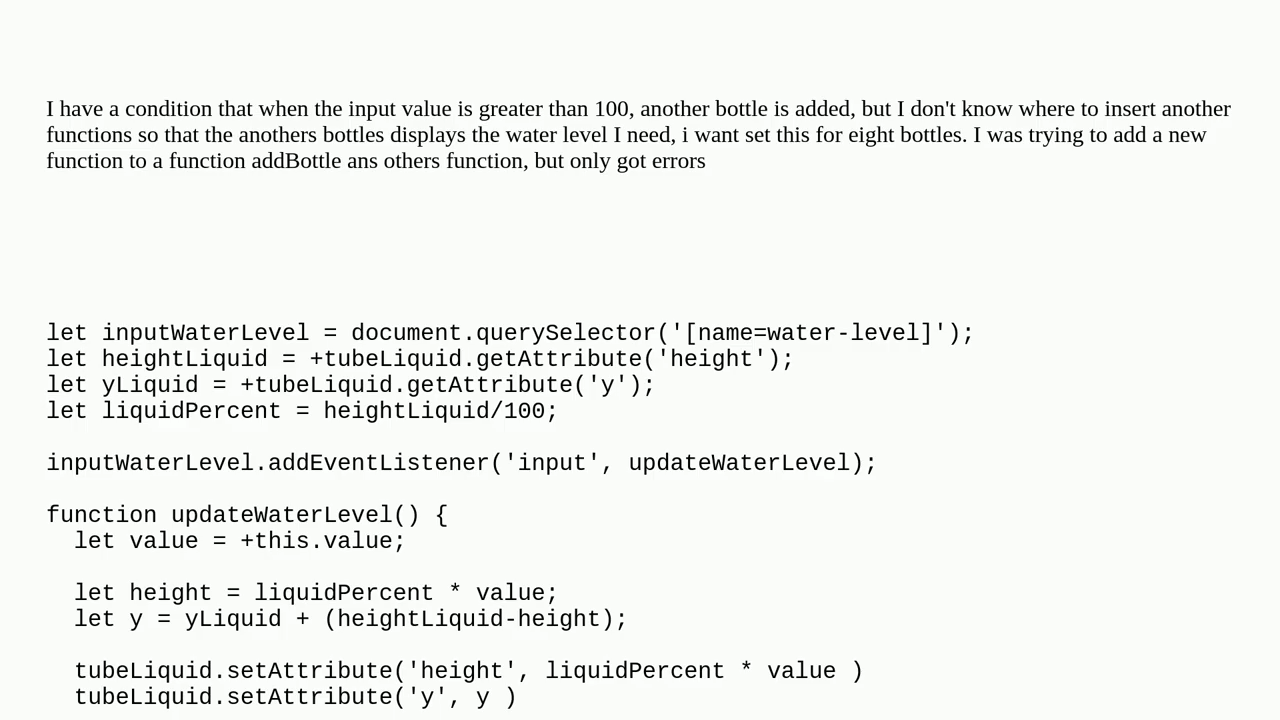 I have a condition that when the input value is greater than 100, another bottle is added, but I don't know where to insert another
functions so that the anothers bottles displays the water level I need, i want set this for eight bottles. I was trying to add a new
function to a function addBottle ans others function, but only got errors
let inputWaterLevel = document.querySelector('[name=water-level]');
let heightLiquid = +tubeLiquid.getAttribute('height');
let yLiquid = +tubeLiquid.getAttribute('y');
let liquidPercent = heightLiquid/100;
inputWaterLevel.addEventListener('input', updateWaterLevel);
function updateWaterLevel() {
  let value = +this.value;
  let height = liquidPercent * value;
  let y = yLiquid + (heightLiquid-height);
  tubeLiquid.setAttribute('height', liquidPercent * value )
  tubeLiquid.setAttribute('y', y )